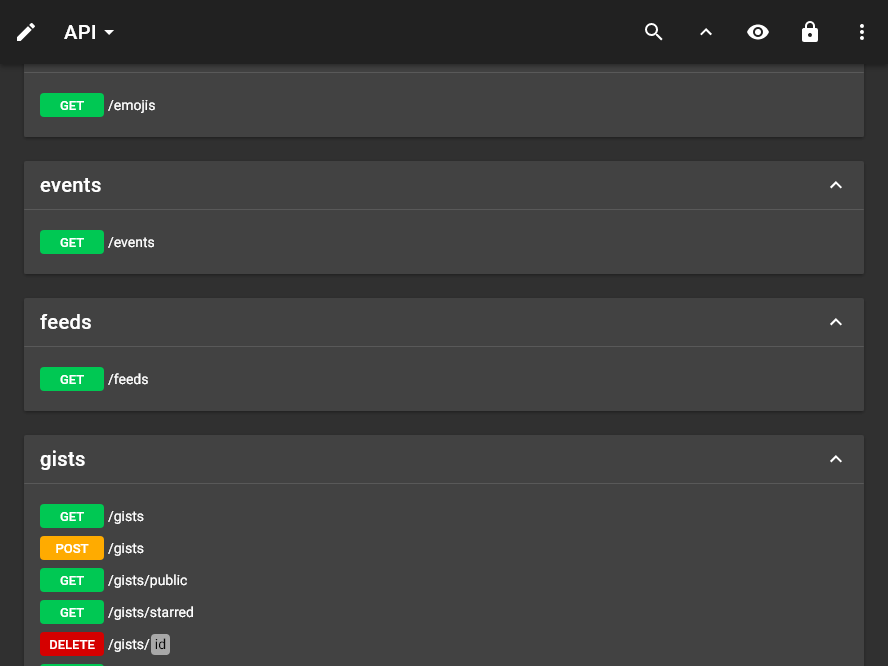 API
GET /emojis
events
GET /events
feeds
GET /feeds
gists
GET /gists
POST /gists
GET /gists/public
GET /gists/starred
DELETE /gists/ id